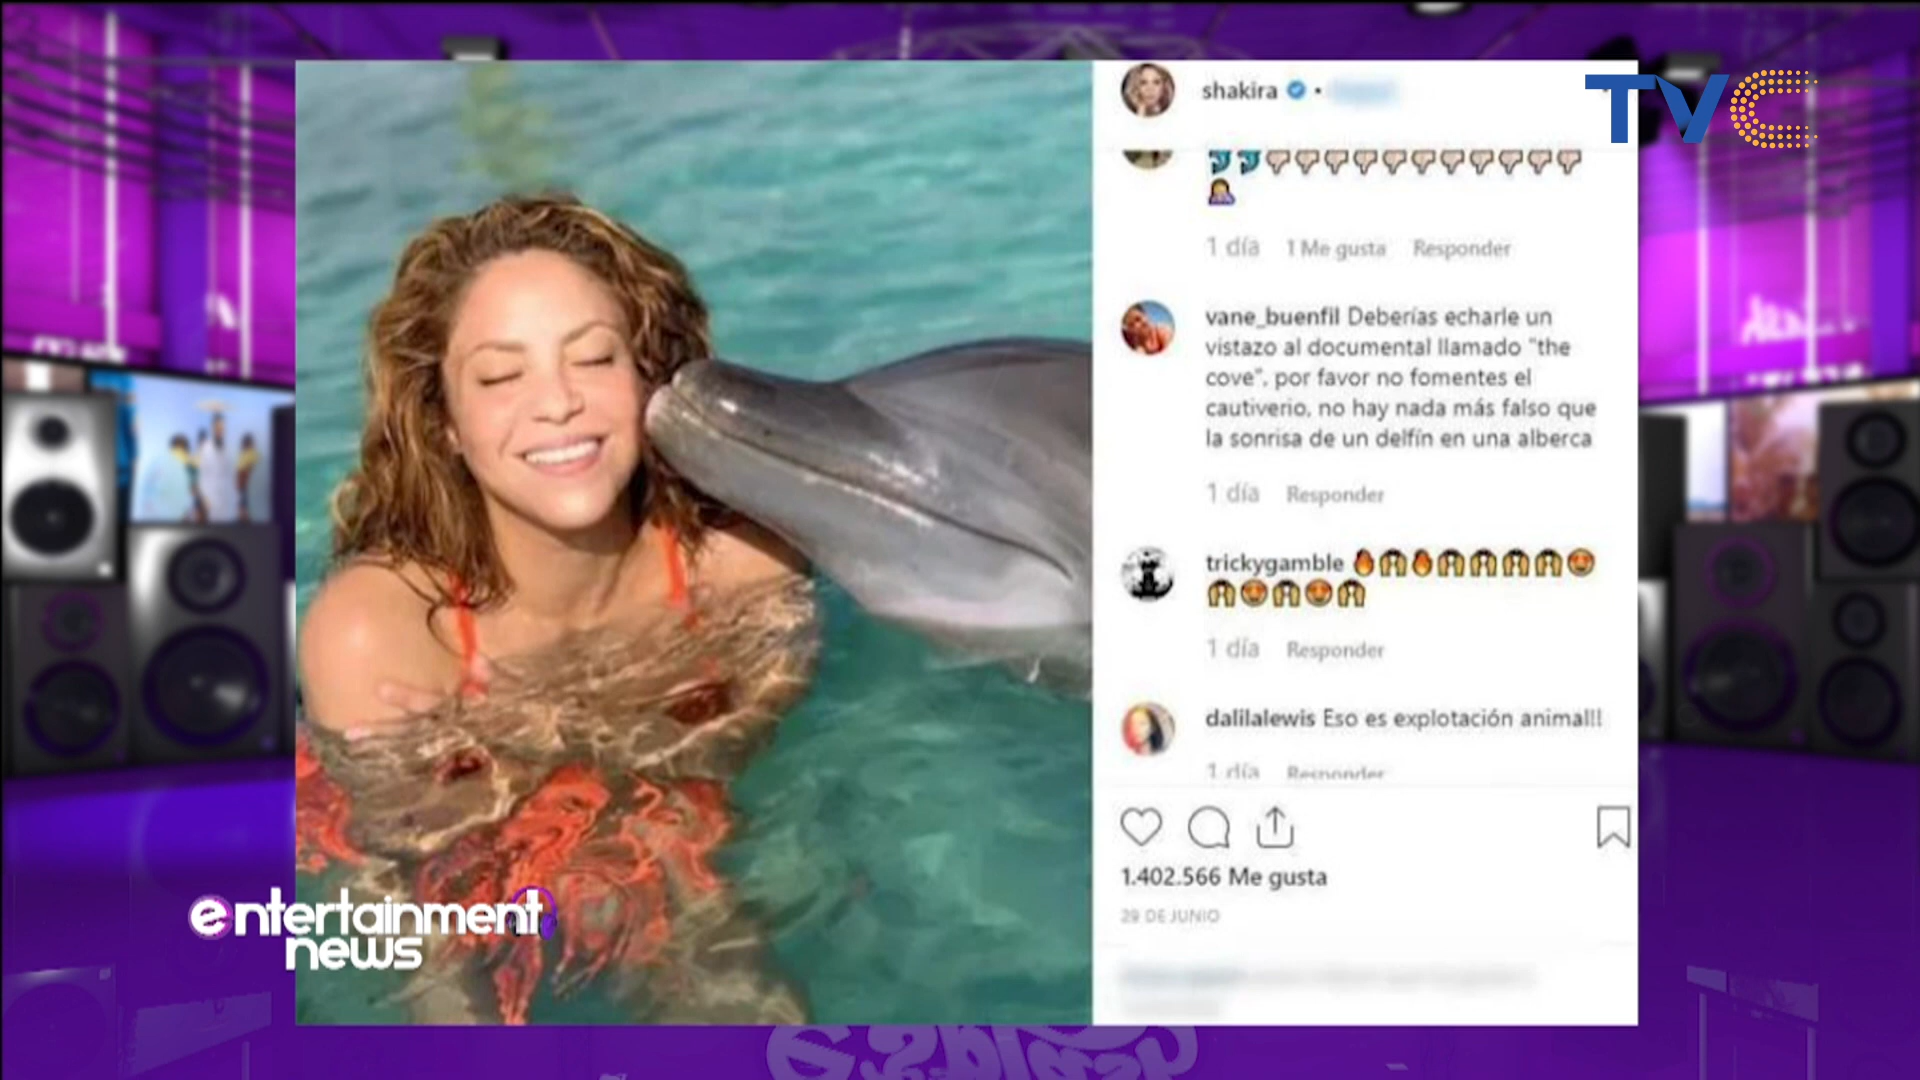 TVC
shakira
1 día 1 Me gusta Responder
vane_buenfil Deberías echarle un
vistazo al documental llamado "the
cove", por favor no fomentes el
cautiverio, no hay nada más falso que
la sonrisa de un delfín en una alberca
1 día Responder
trickygamble
1 día Responder
dalilalewis Eso es explotación animal!!
1 día Responder
1.402.566 Me gusta
29 DE JUNIO
entertainment
news